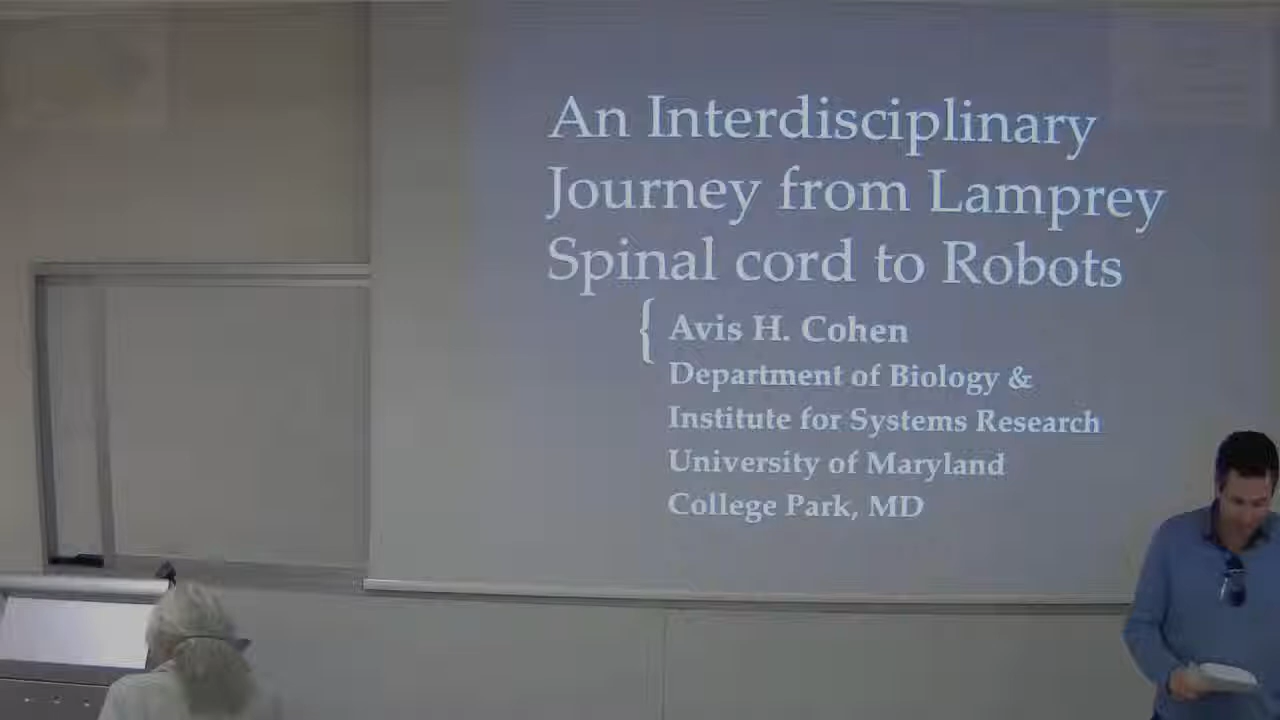 An Interdisciplinary
Journey from Lamprey
Spinal cord to Robots
{ Avis H. Cohen
Department of Biology &
Institute for Systems Research
University of Maryland
College Park, MD